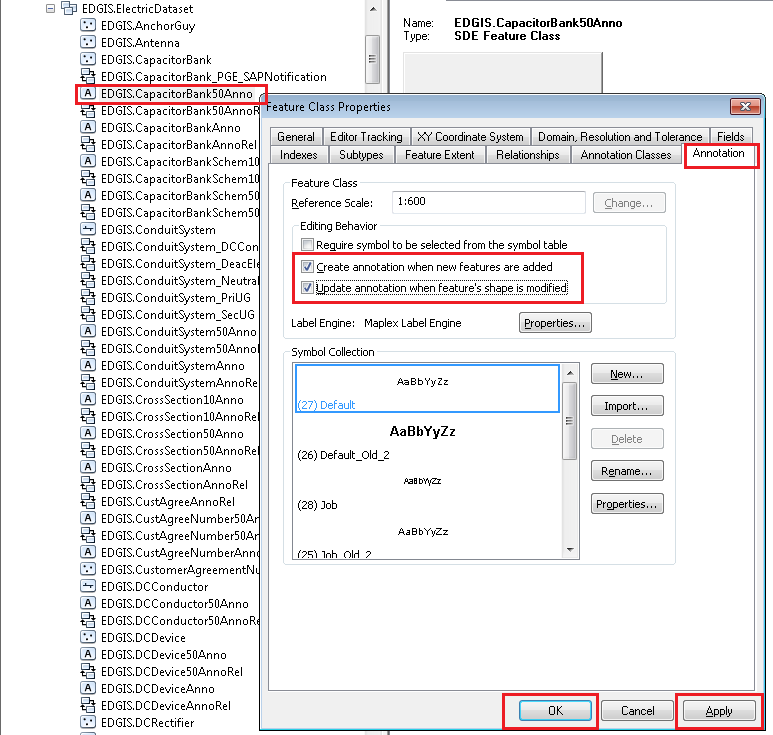 EDGIS.ElectricDataset
EDGIS.AnchorGuy
EDGIS.Antenna
EDGIS.CapacitorBank
EDGIS.CapacitorBank_PGE_SAPNotification
EDGIS.CapacitorBank50Anno
EDGIS.CapacitorBank50AnnoR
EDGIS.CapacitorBankAnno
EDGIS.CapacitorBankAnnoRel
EDGIS.CapacitorBankSchem10
EDGIS.CapacitorBankSchem10
EDGIS.CapacitorBankSchem50
EDGIS.CapacitorBankSchem50
EDGIS.ConduitSystem
EDGIS.ConduitSystem_DCCon
EDGIS.ConduitSystem_DeacEle
EDGIS.ConduitSystem_Neutral
EDGIS.ConduitSystem_PriUG
EDGIS.ConduitSystem_SecUG
EDGIS.ConduitSystem50Anno
EDGIS.ConduitSystem50AnnoF
EDGIS.ConduitSystemAnno
EDGIS.ConduitSystemAnnoRe
EDGIS.CrossSection10Anno
EDGIS.CrossSection10AnnoRel
EDGIS.CrossSection50Anno
EDGIS.CrossSection50AnnoRel
EDGIS.CrossSectionAnno
EDGIS.CrossSectionAnnoRel
EDGIS.CustAgreeAnnoRel
EDGIS.CustAgreeNumber50Ar
EDGIS.CustAgreeNumber50Ar
EDGIS.CustAgreeNumberAnno
EDGIS.CustomerAgreementNu
EDGIS.DCConductor
EDGIS.DCConductor50Anno
EDGIS.DCConductor50AnnoRe
EDGIS.DCDevice
EDGIS.DCDevice50Anno
EDGIS.DCDevice50AnnoRel
EDGIS.DCDeviceAnno
EDGIS.DCDeviceAnnoRel
EDGIS.DCRectifier
Name: EDGIS.CapacitorBank50Anno
Type: SDE Feature Class
Feature Class Properties
General Editor Tracking XY Coordinate System Domain, Resolution and Tolerance Fields
Indexes Subtypes Feature Extent Relationships Annotation Classes Annotation
Feature Class
Reference Scale: 1:600 Change...
Editing Behavior
Require symbol to be selected from the symbol table
Create annotation when new features are added
Update annotation when feature's shape is modified
Label Engine: Maplex Label Engine Properties...
Symbol Collection
AaBbYyZz
(27) Default
AaBbYyZz
(26) Default_Old_2
AaBbYyZz
(28) Job
AaBbYyZz
(25) Job_Old_2
New...
Import...
Delete
Rename...
Properties...
OK Cancel Apply